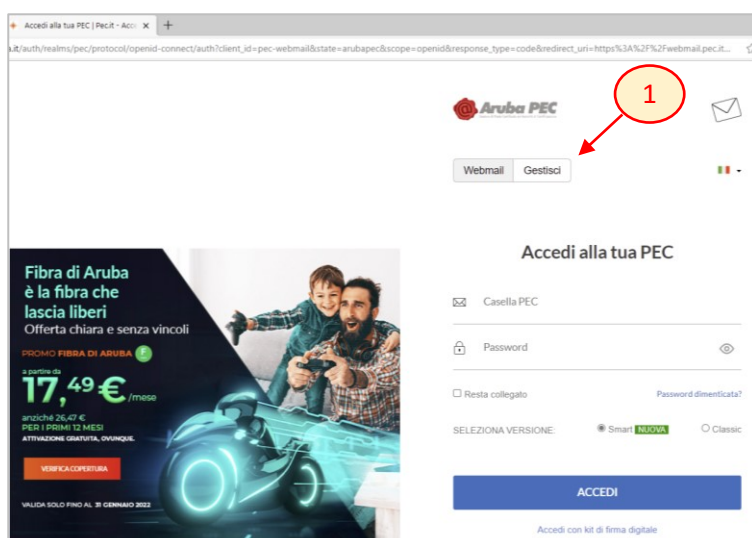 Accedi alla tua PEC | Pec.it - Acce
.it/auth/realms/pec/protocol/openid-connect/auth?client_id=pec-webmail&state=arubapec&scope=openid&response_type=code&redirect_uri=https%3A%2F%2Fwebmail.pec.it...
Aruba PEC
1
Webmail Gestisci
Accedi alla tua PEC
Casella PEC
Password
Resta collegato Password dimenticata?
SELEZIONA VERSIONE: Smart NUOVA Classic
ACCEDI
Accedi con kit di firma digitale
Fibra di Aruba
è la fibra che
lascia liberi
Offerta chiara e senza vincoli
PROMO FIBRA DI ARUBA F
a partire da
17,49 € /mese
anziché 26,47 €
PER I PRIMI 12 MESI
ATTIVAZIONE GRATUITA, OVUNQUE.
VERIFICA COPERTURA
VALIDA SOLO FINO AL 31 GENNAIO 2022